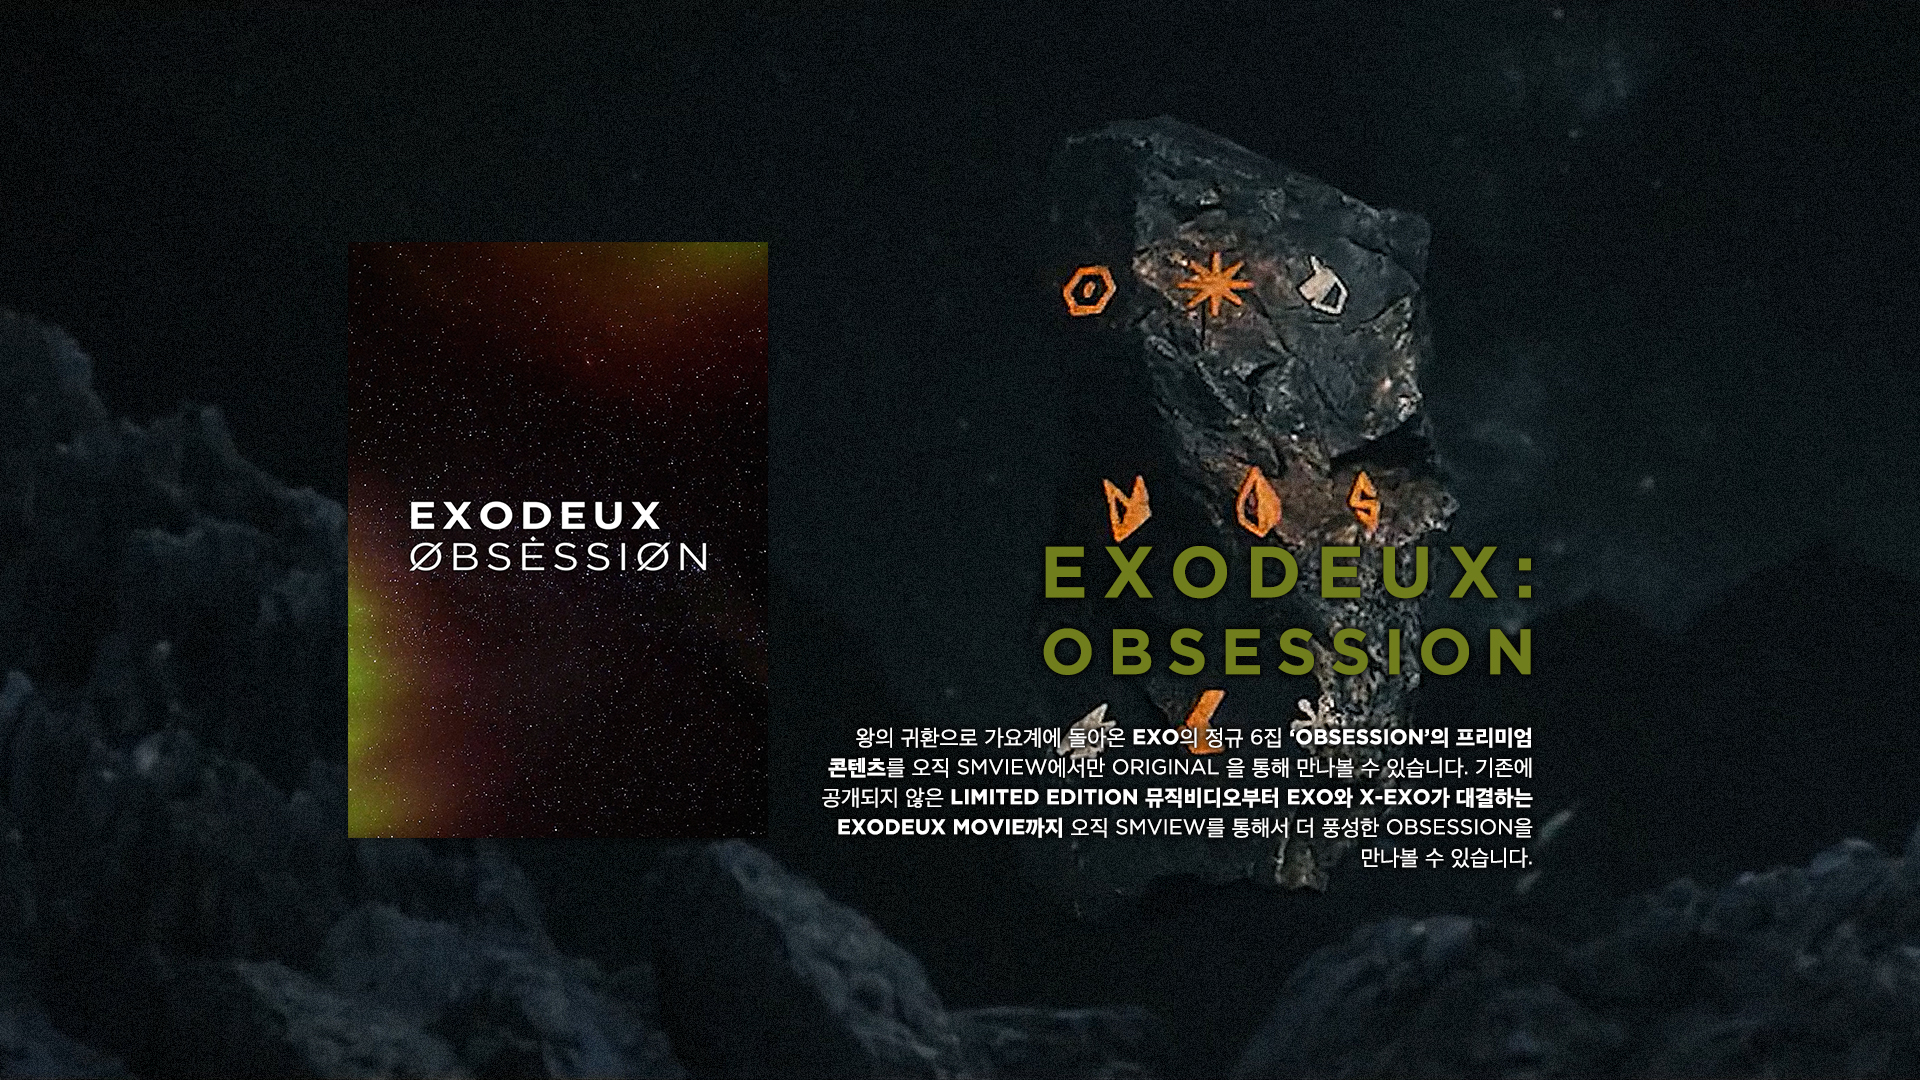 EXODEUX
ØBSĖSSIØN
EXODEUX:
OBSESSION
왕의 귀환으로 가요계에 돌아온 EXO의 정규 6집 ‘OBSESSION’의 프리미엄
콘텐츠를 오직 SMVIEW에서만 ORIGINAL 을 통해 만나볼 수 있습니다. 기존에
공개되지 않은 LIMITED EDITION 뮤직비디오부터 EXO와 X-EXO가 대결하는
EXODEUX MOVIE까지 오직 SMVIEW를 통해서 더 풍성한 OBSESSION을
만나볼 수 있습니다.